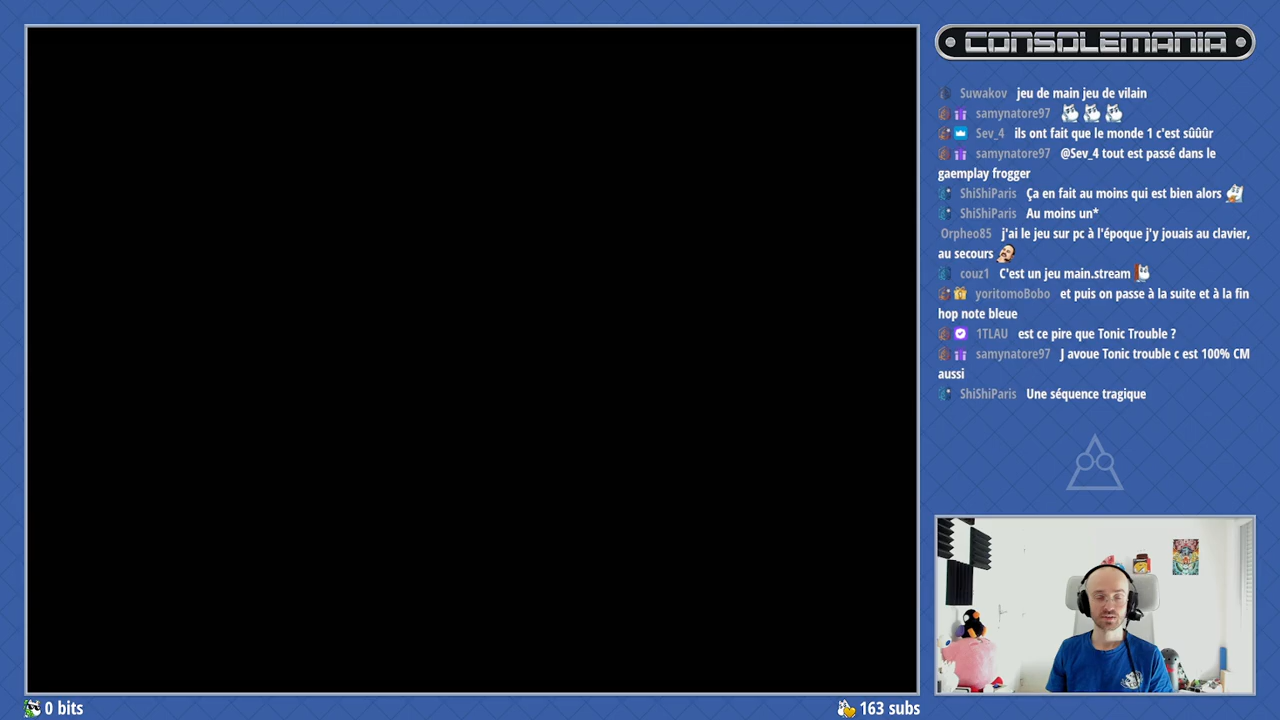 CONSOLEMANIA
Suwakov jeu de main jeu de vilain
samynatore97
Sev_4 ils ont fait que le monde 1 c'est sûûûr
samynatore97 @Sev_4 tout est passé dans le
gaemplay frogger
ShiShiParis Ça en fait au moins qui est bien alors
ShiShiParis Au moins un*
Orpheo85 j'ai le jeu sur pc à l'époque j'y jouais au clavier,
au secours
couz1 C'est un jeu main.stream
yoritomoBobo et puis on passe à la suite et à la fin
hop note bleue
1TLAU est ce pire que Tonic Trouble ?
samynatore97 J avoue Tonic trouble c est 100% CM
aussi
ShiShiParis Une séquence tragique
0 bits
163 subs